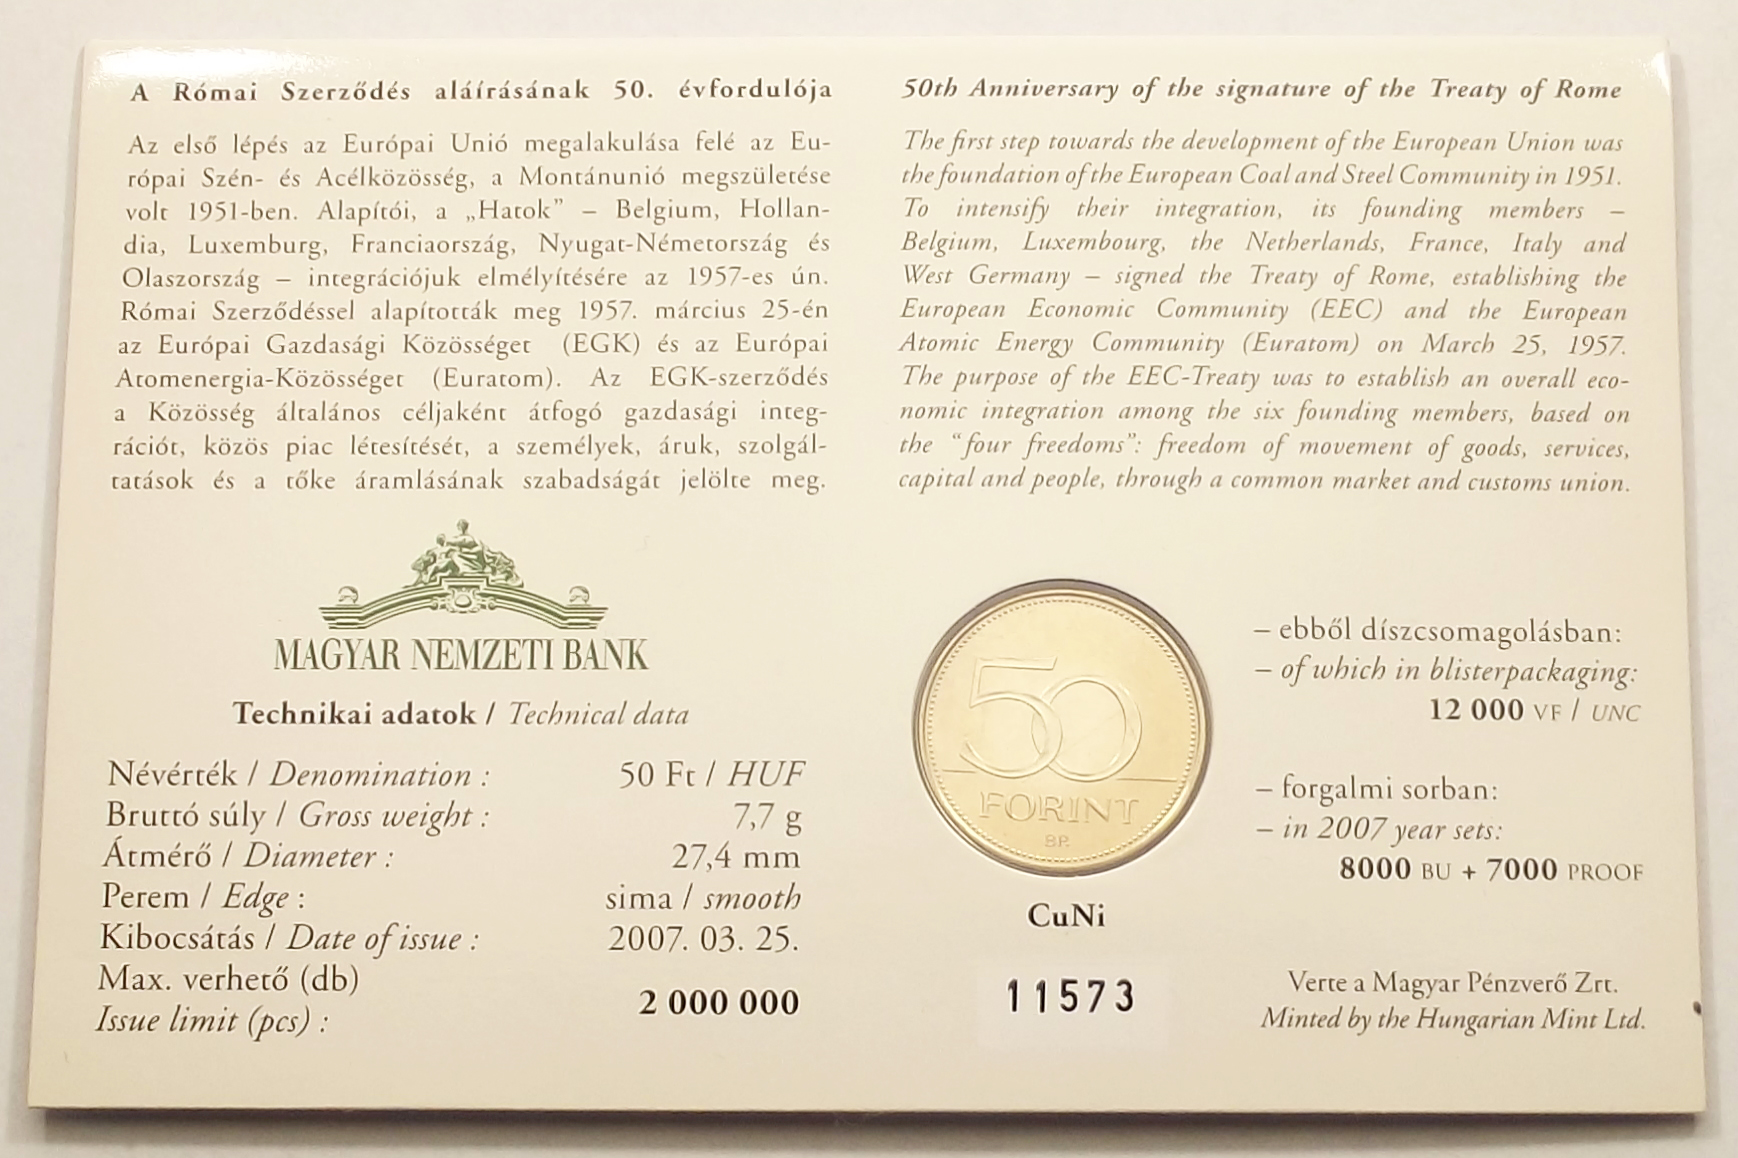 A Római Szerződés aláírásának 50. évfordulója
Az első lépés az Európai Unió megalakulása felé az Eu-
rópai Szén- és Acélközösség, a Montánunió megszületése
volt 1951-ben. Alapítói, a „Hatok” – Belgium, Hollan-
dia, Luxemburg, Franciaország, Nyugat-Németország és
Olaszország – integrációjuk elmélyítésére az 1957-es ún.
Római Szerződéssel alapították meg 1957. március 25-én
az Európai Gazdasági Közösséget (EGK) és az Európai
Atomenergia-Közösséget (Euratom). Az EGK-szerződés
a Közösség általános céljaként átfogó gazdasági integ-
rációt, közös piac létesítését, a személyek, áruk, szolgál-
tatások és a tőke áramlásának szabadságát jelölte meg.
50th Anniversary of the signature of the Treaty of Rome
The first step towards the development of the European Union was
the foundation of the European Coal and Steel Community in 1951.
To intensify their integration, its founding members –
Belgium, Luxembourg, the Netherlands, France, Italy and
West Germany – signed the Treaty of Rome, establishing the
European Economic Community (EEC) and the European
Atomic Energy Community (Euratom) on March 25, 1957.
The purpose of the EEC-Treaty was to establish an overall eco-
nomic integration among the six founding members, based on
the “four freedoms”: freedom of movement of goods, services,
capital and people, through a common market and customs union.
MAGYAR NEMZETI BANK
Technikai adatok / Technical data
Névérték / Denomination : 50 Ft / HUF
Bruttó súly / Gross weight : 7,7 g
Átmérő / Diameter : 27,4 mm
Perem / Edge : sima / smooth
Kibocsátás / Date of issue : 2007. 03. 25.
Max. verhető (db)
Issue limit (pcs) : 2 000 000
50
FORINT
BP.
CuNi
11573
– ebből díszcsomagolásban:
– of which in blisterpackaging:
12 000 VF / UNC
– forgalmi sorban:
– in 2007 year sets:
8000 BU + 7000 PROOF
Verte a Magyar Pénzverő Zrt.
Minted by the Hungarian Mint Ltd.